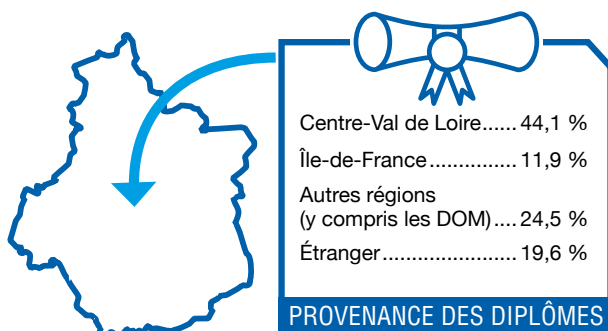 Centre-Val de Loire...... 44,1 %
Île-de-France............... 11,9 %
Autres régions
(y compris les DOM).... 24,5 %
Étranger....................... 19,6 %
PROVENANCE DES DIPLÔMES